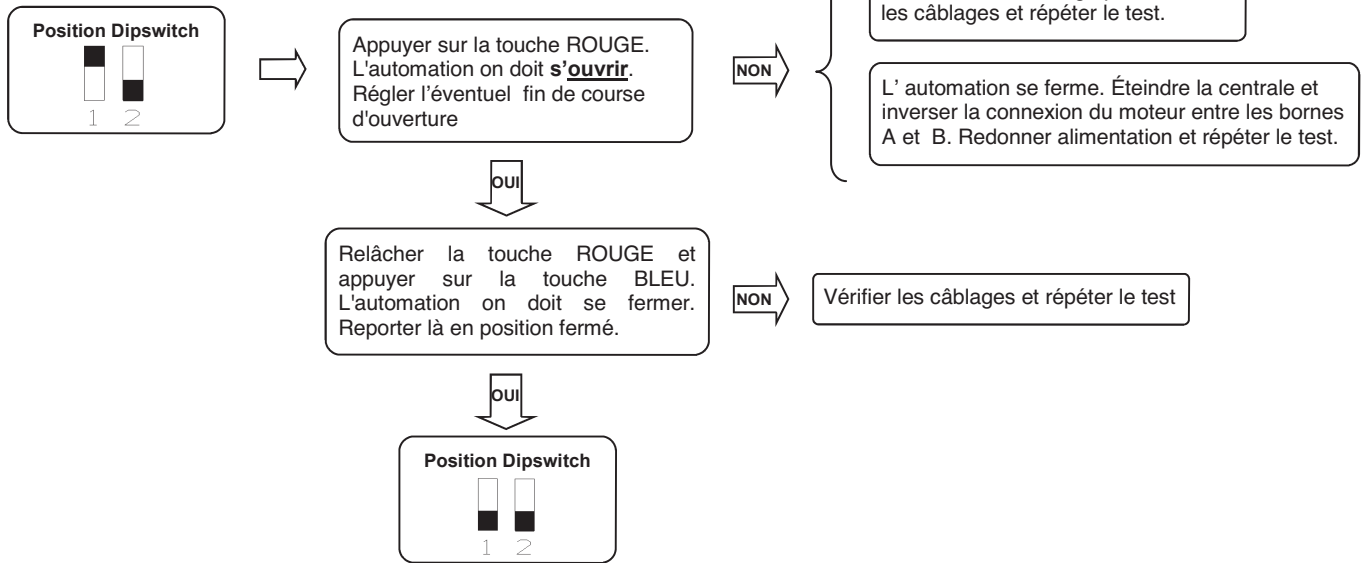 les câblages et répéter le test.
Position Dipswitch
1 2
Appuyer sur la touche ROUGE.
L'automation on doit s'ouvrir.
Régler l'éventuel fin de course
d'ouverture
NON
L' automation se ferme. Éteindre la centrale et
inverser la connexion du moteur entre les bornes
A et B. Redonner alimentation et répéter le test.
OUI
Relâcher la touche ROUGE et
appuyer sur la touche BLEU.
L'automation on doit se fermer.
Reporter là en position fermé.
NON
Vérifier les câblages et répéter le test
OUI
Position Dipswitch
1 2